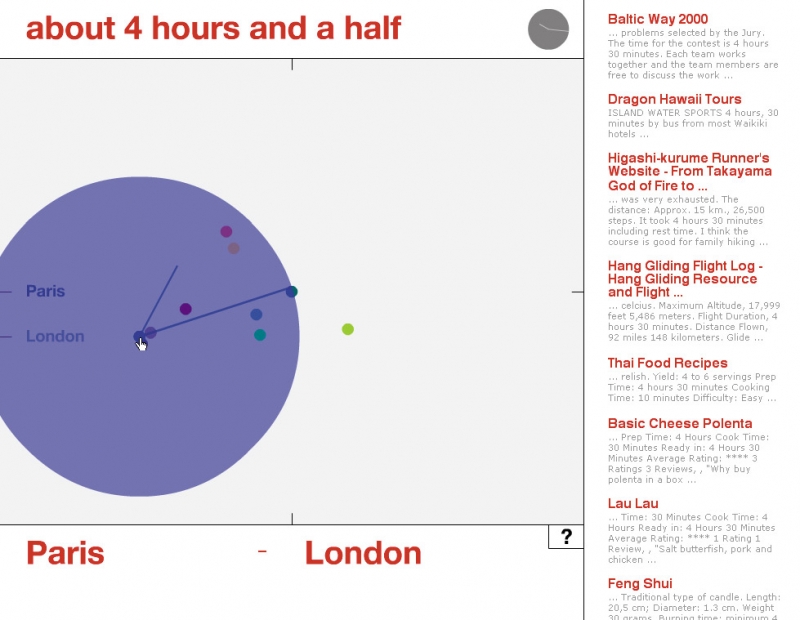 about 4 hours and a half
Paris
London
?
Paris - London
Baltic Way 2000
... problems selected by the Jury.
The time for the contest is 4 hours
30 minutes. Each team works
together and the team members are
free to discuss the work ...
Dragon Hawaii Tours
ISLAND WATER SPORTS 4 hours, 30
minutes by bus from most Waikiki
hotels ...
Higashi-kurume Runner's
Website - From Takayama
God of Fire to ...
... was very exhausted. The
distance: Approx. 15 km., 26,500
steps. It took 4 hours 30 minutes
including rest time. I think the
course is good for family hiking ...
Hang Gliding Flight Log -
Hang Gliding Resource
and Flight ...
... celcius. Maximum Altitude, 17,999
feet 5,486 meters. Flight Duration, 4
hours 30 minutes. Distance Flown,
92 miles 148 kilometers. Glide ...
Thai Food Recipes
... relish. Yield: 4 to 6 servings Prep
Time: 4 hours 30 minutes Cooking
Time: 10 minutes Difficulty: Easy ...
Basic Cheese Polenta
... Prep Time: 4 Hours Cook Time:
30 Minutes Ready in: 4 Hours 30
Minutes Average Rating: **** 3
Ratings 3 Reviews, , "Why buy
polenta in a box ...
Lau Lau
... Time: 30 Minutes Cook Time: 4
Hours Ready in: 4 Hours 30 Minutes
Average Rating: **** 1 Rating 1
Review, , "Salt butterfish, pork and
chicken ...
Feng Shui
... Traditional type of candle. Length:
20,5 cm; Diameter: 1.3 cm. Weight
30 grams. Burning time: minimum 4